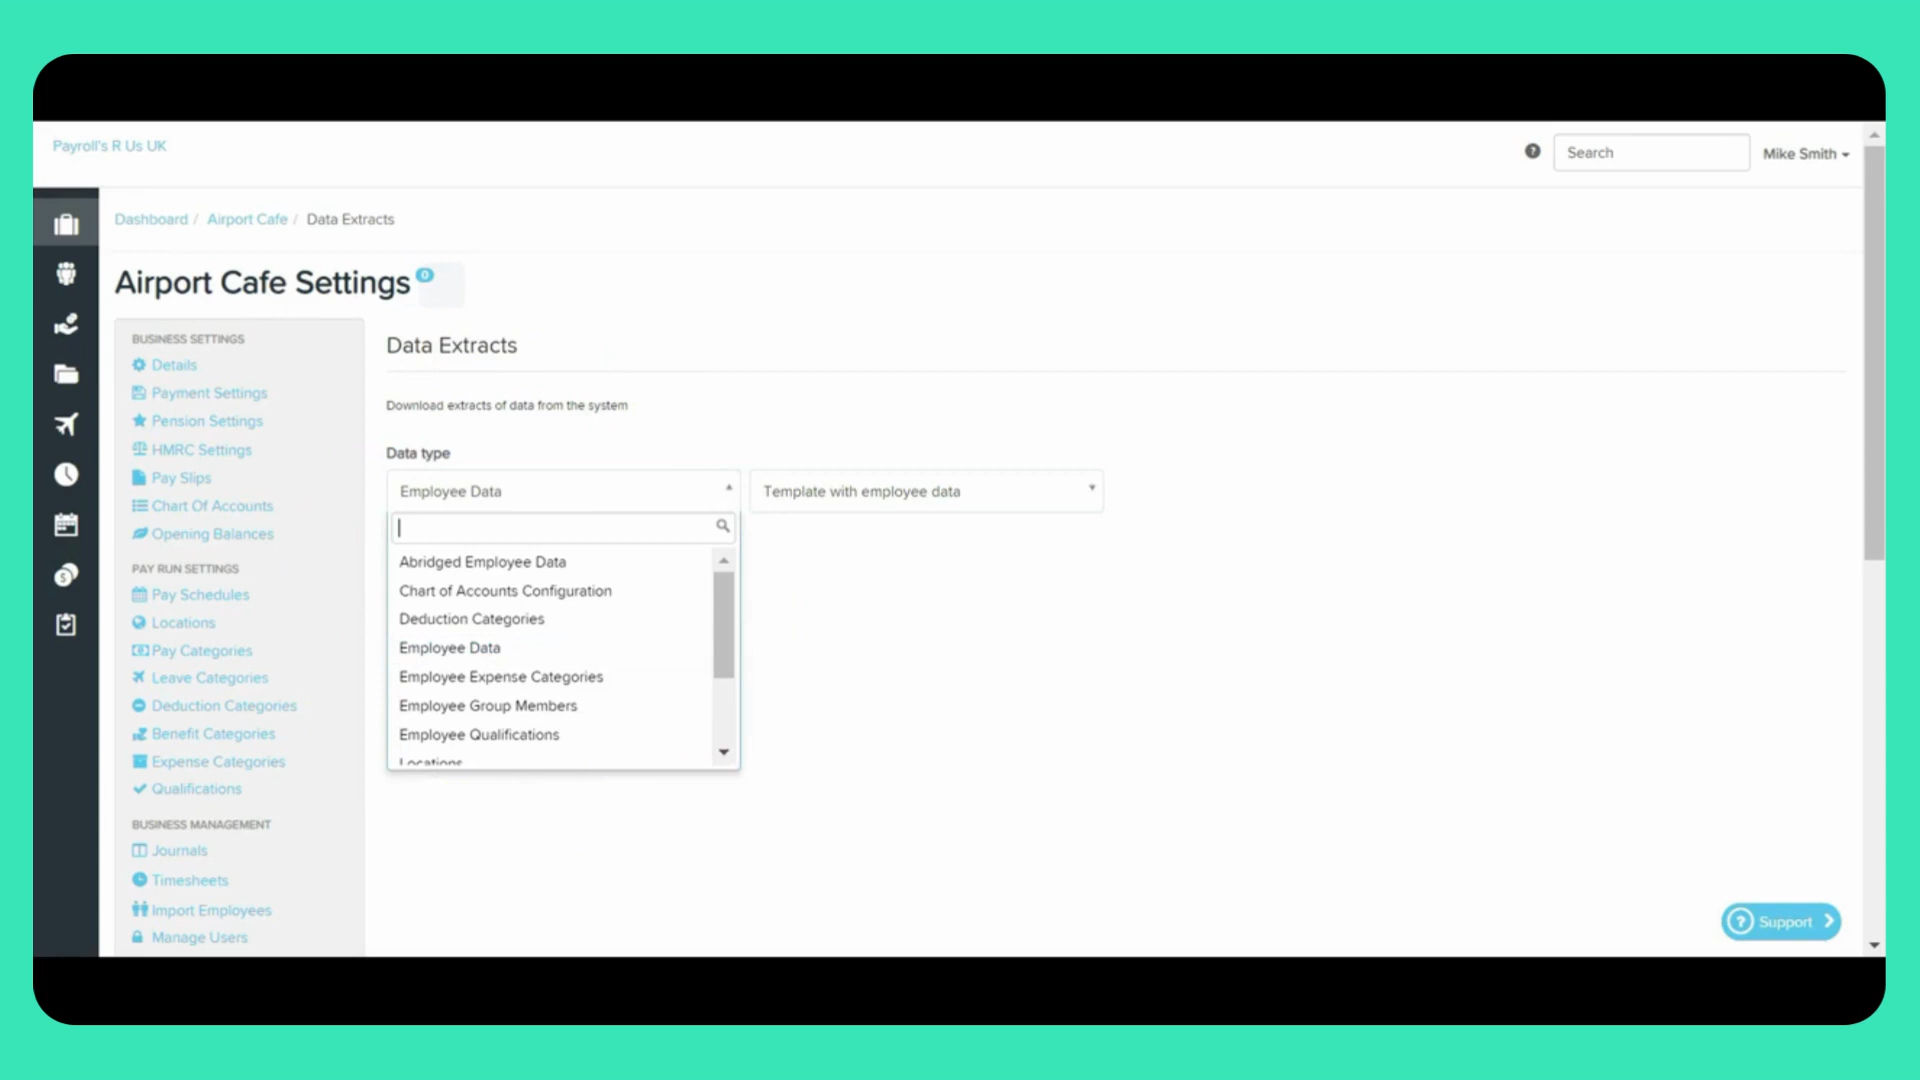 Payroll's R Us UK
Search
Mike Smith
Dashboard / Airport Cafe / Data Extracts
Airport Cafe Settings 0
BUSINESS SETTINGS
Details
Payment Settings
Pension Settings
HMRC Settings
Pay Slips
Chart Of Accounts
Opening Balances
PAY RUN SETTINGS
Pay Schedules
Locations
Pay Categories
Leave Categories
Deduction Categories
Benefit Categories
Expense Categories
Qualifications
BUSINESS MANAGEMENT
Journals
Timesheets
Import Employees
Manage Users
Data Extracts
Download extracts of data from the system
Data type
Employee Data
Template with employee data
Abridged Employee Data
Chart of Accounts Configuration
Deduction Categories
Employee Data
Employee Expense Categories
Employee Group Members
Employee Qualifications
Locations
? Support